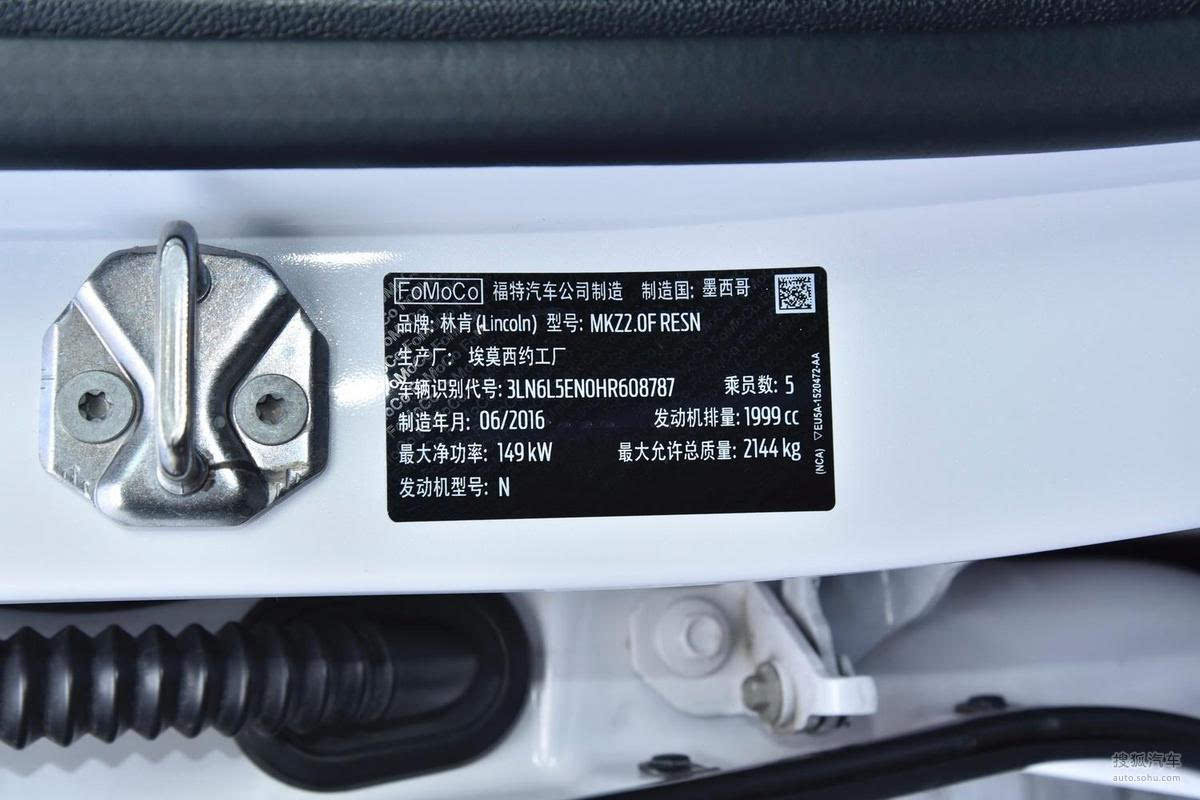 FoMoCo 福特汽车公司制造 制造国: 墨西哥
品牌: 林肯 (Lincoln) 型号: MKZ2.0F RESN
生产厂: 埃莫西约工厂
车辆识别代号: 3LN6L5EN0HR608787 乘员数: 5
制造年月: 06/2016 发动机排量: 1999 cc
最大净功率: 149 kW 最大允许总质量: 2144 kg
发动机型号: N
(NCA) ▽EU5A-1520472-AA
搜狐汽车
auto.sohu.com